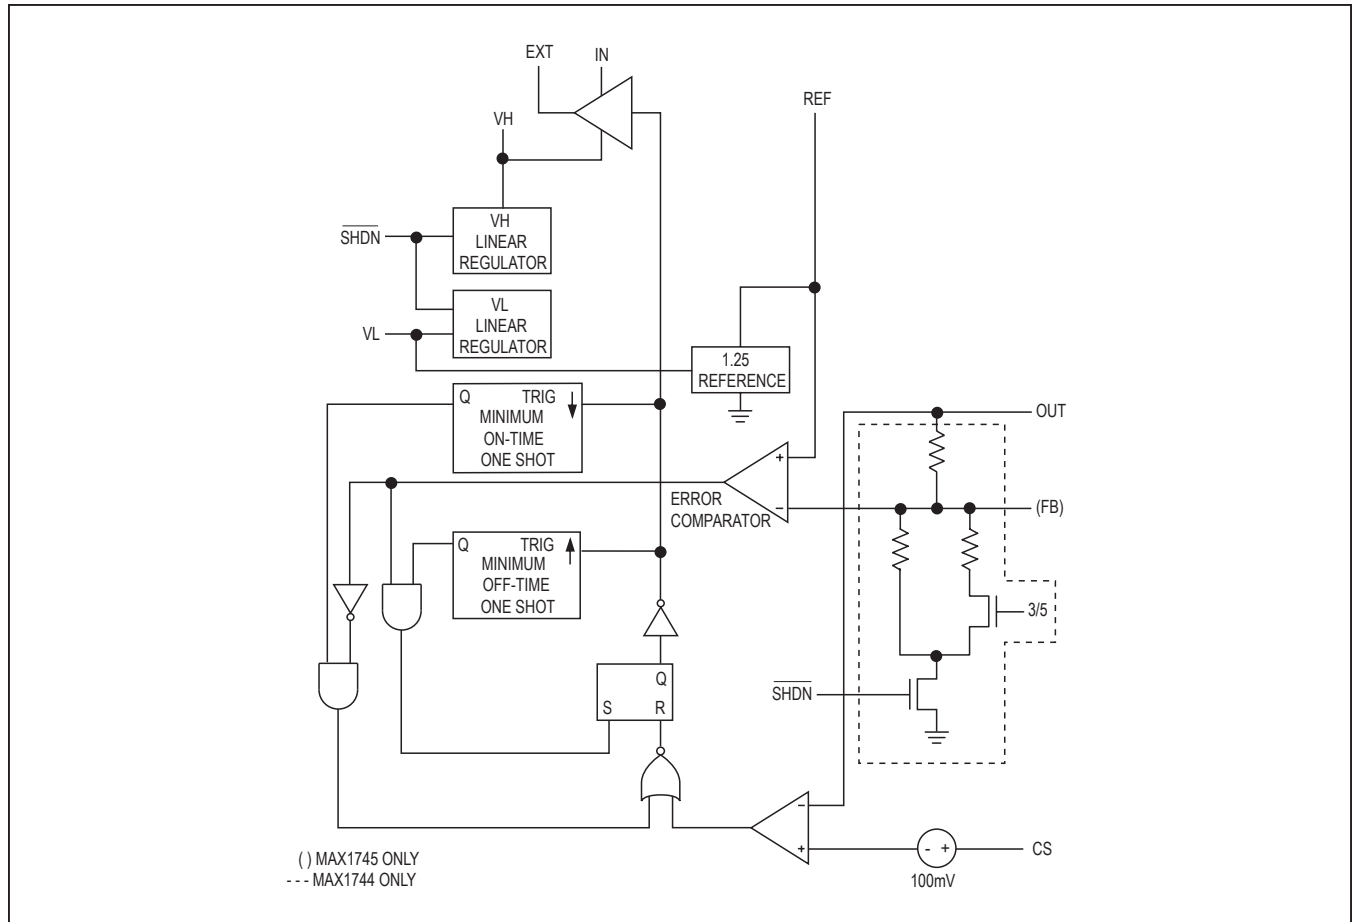 EXT
IN
REF
VH
VH
LINEAR
REGULATOR
SHDN
VL
LINEAR
REGULATOR
VL
1.25
REFERENCE
Q TRIG
MINIMUM
ON-TIME
ONE SHOT
OUT
+
-
ERROR
COMPARATOR
(FB)
Q TRIG
MINIMUM
OFF-TIME
ONE SHOT
3/5
Q
S R
SHDN
-
+
- +
CS
100mV
( ) MAX1745 ONLY
- - - MAX1744 ONLY